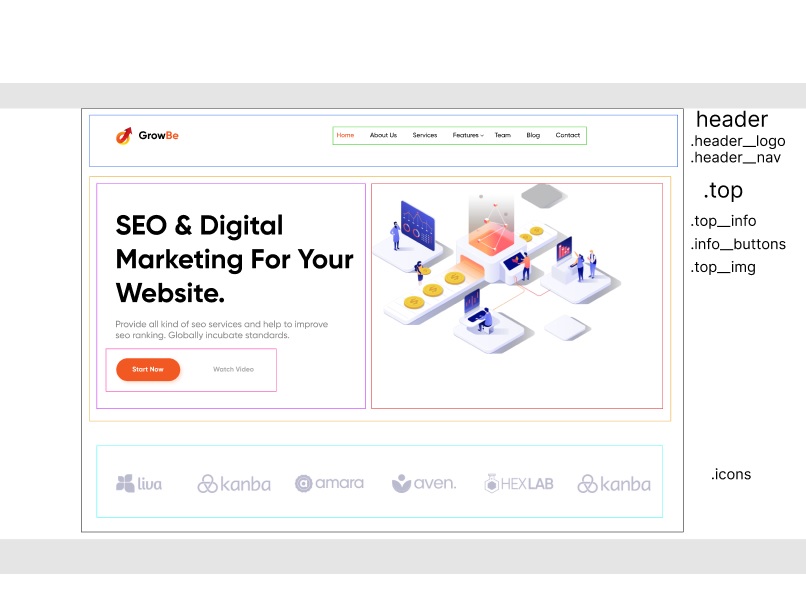 GrowBe
Home About Us Services Features Team Blog Contact
header
.header__logo
.header__nav
.top
.top__info
.info__buttons
.top__img
SEO & Digital
Marketing For Your
Website.
Provide all kind of seo services and help to improve
seo ranking. Globally incubate standards.
Start Now Watch Video
liva kanba amara aven. HEXLAB kanba
.icons